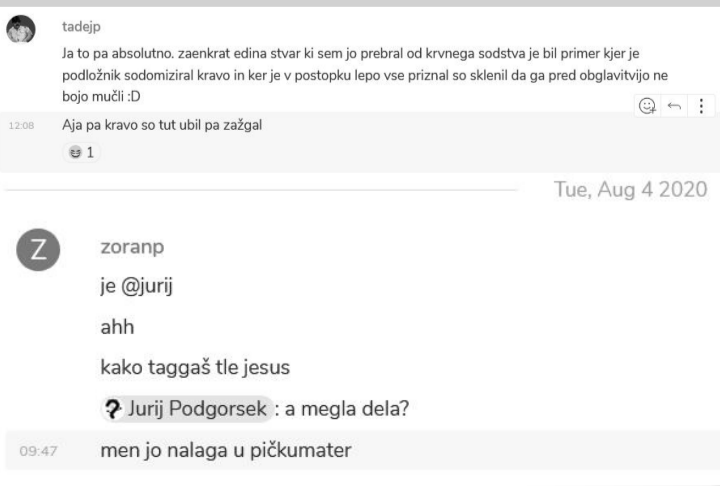 tadejp
Ja to pa absolutno. zaenkrat edina stvar ki sem jo prebral od krvnega sodstva je bil primer kjer je
podložnik sodomiziral kravo in ker je v postopku lepo vse priznal so sklenil da ga pred obglavitvijo ne
bojo mučli :D
12:08 Aja pa kravo so tut ubil pa zažgal
1
Tue, Aug 4 2020
Z zoranp
je @jurij
ahh
kako taggaš tle jesus
Jurij Podgorsek : a megla dela?
09:47 men jo nalaga u pičkumater